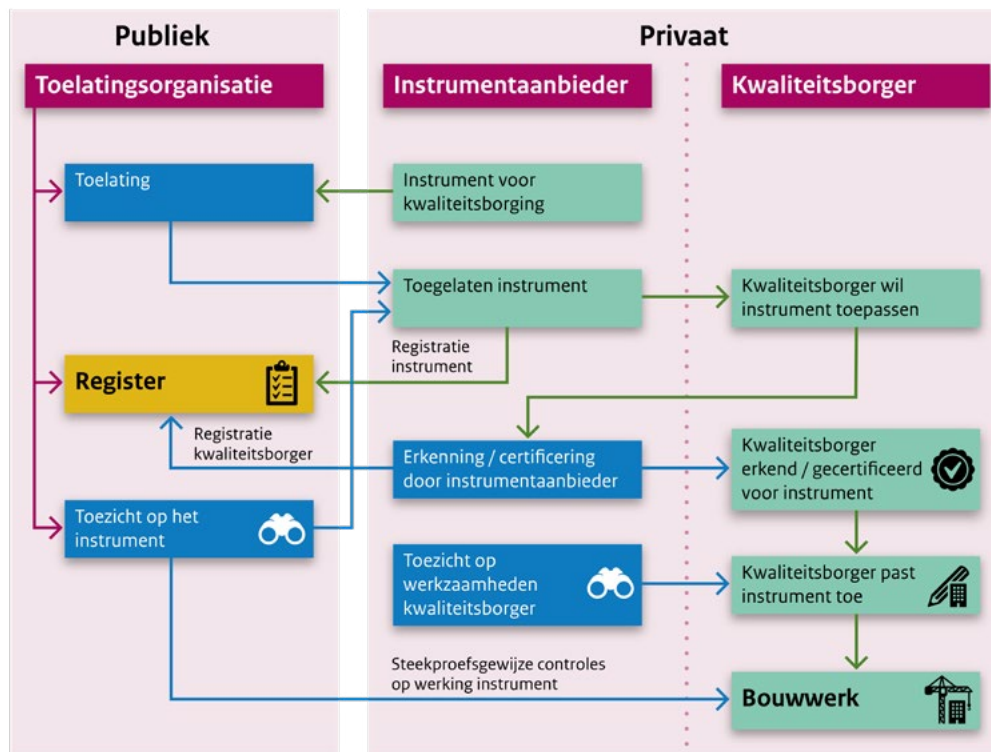 Publiek
Privaat
Toelatingsorganisatie
Instrumentaanbieder
Kwaliteitsborger
Toelating
Instrument voor
kwaliteitsborging
Toegelaten instrument
Kwaliteitsborger wil
instrument toepassen
Registratie
instrument
Register
Registratie
kwaliteitsborger
Erkenning / certificering
door instrumentaanbieder
Kwaliteitsborger
erkend / gecertificeerd
voor instrument
Toezicht op het
instrument
Toezicht op
werkzaamheden
kwaliteitsborger
Kwaliteitsborger past
instrument toe
Steekproefsgewijze controles
op werking instrument
Bouwwerk